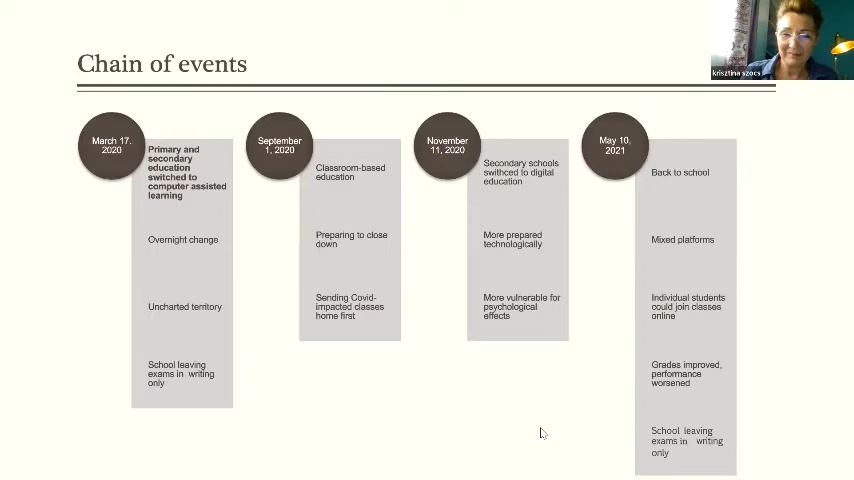 Chain of events
krisztina szocs
March 17.
2020
Primary and
secondary
education
switched to
computer assisted
learning
Overnight change
Uncharted territory
School leaving
exams in writing
only
September
1, 2020
Classroom-based
education
Preparing to close
down
Sending Covid-
impacted classes
home first
November
11, 2020
Secondary schools
swithced to digital
education
More prepared
technologically
More vulnerable for
psychological
effects
May 10,
2021
Back to school
Mixed platforms
Individual students
could join classes
online
Grades improved,
performance
worsened
School leaving
exams in writing
only